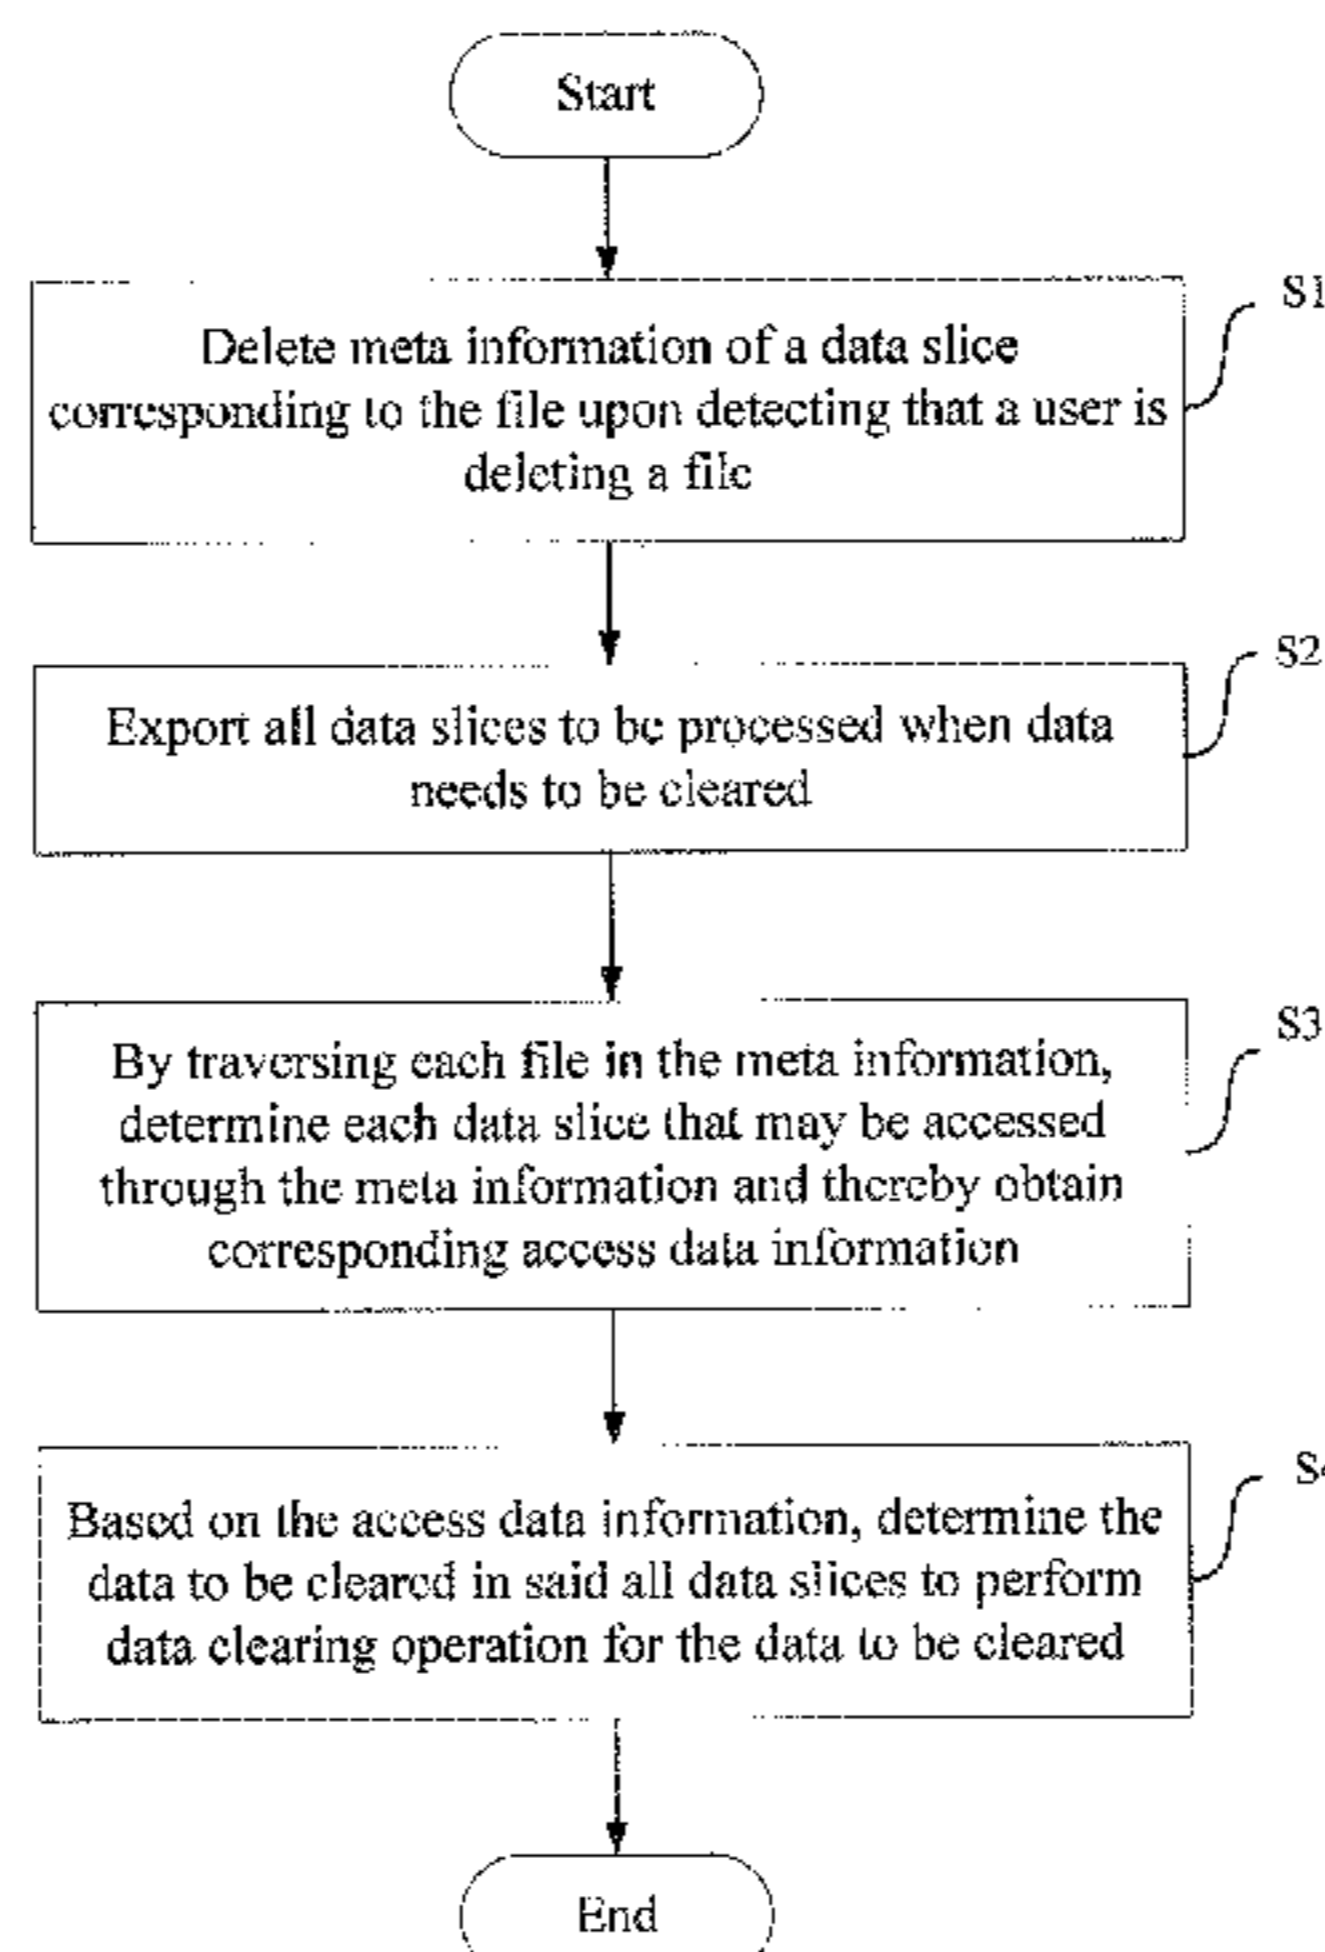 Start
S1
Delete meta information of a data slice
corresponding to the file upon detecting that a user is
deleting a file
S2
Export all data slices to be processed when data
needs to be cleared
S3
By traversing each file in the meta information,
determine each data slice that may be accessed
through the meta information and thereby obtain
corresponding access data information
S4
Based on the access data information, determine the
data to be cleared in said all data slices to perform
data clearing operation for the data to be cleared
End